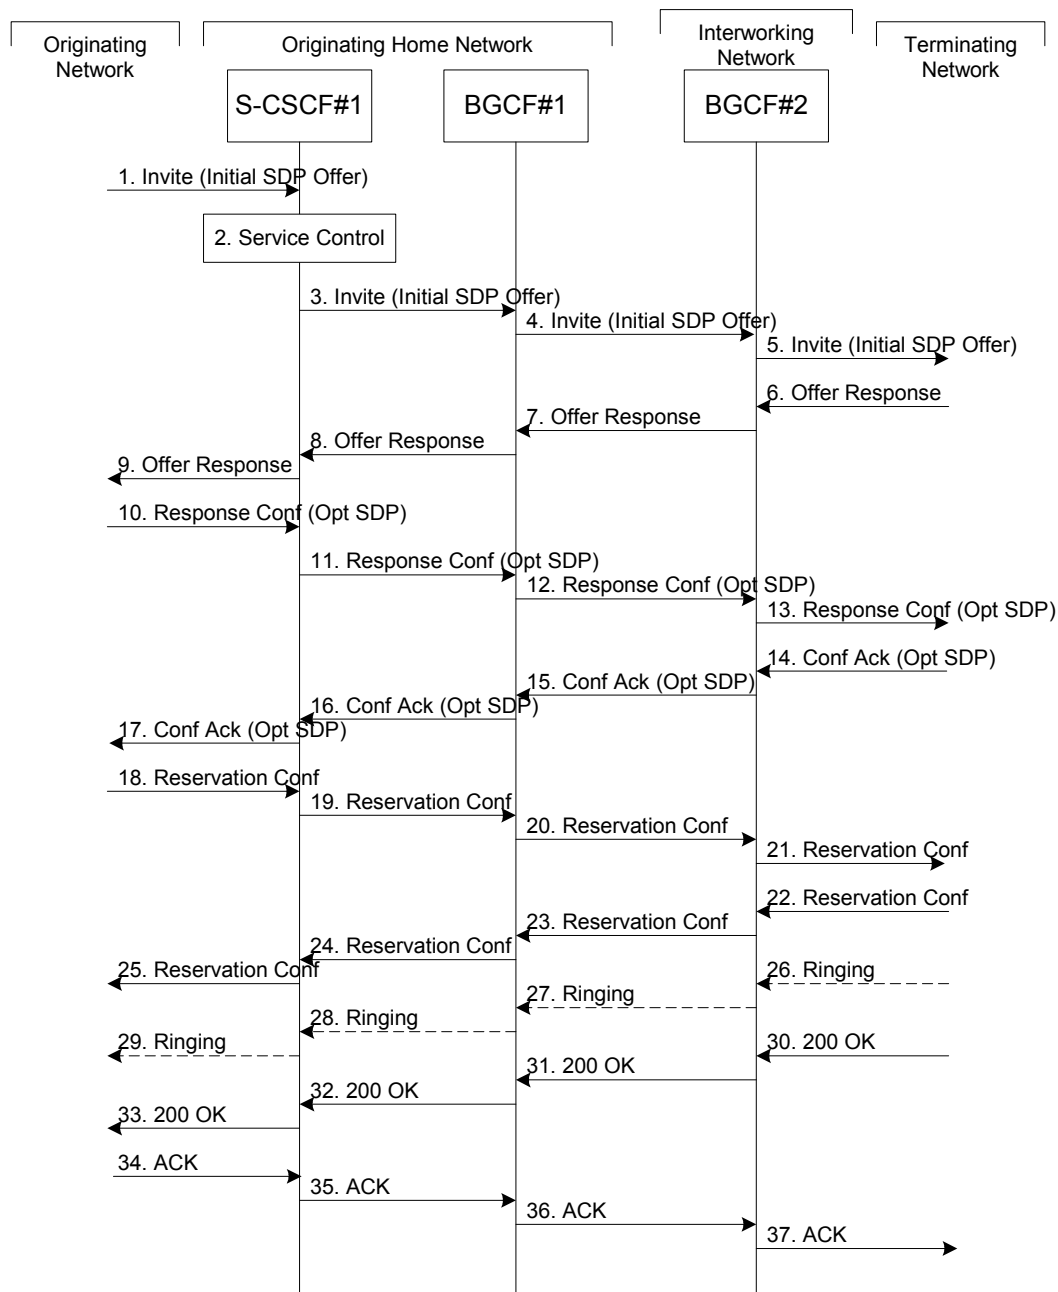 Originating
Network
Originating Home Network
Interworking
Network
Terminating
Network
S-CSCF#1
BGCF#1
BGCF#2
1. Invite (Initial SDP Offer)
2. Service Control
3. Invite (Initial SDP Offer)
4. Invite (Initial SDP Offer)
5. Invite (Initial SDP Offer)
6. Offer Response
7. Offer Response
8. Offer Response
9. Offer Response
10. Response Conf (Opt SDP)
11. Response Conf (Opt SDP)
12. Response Conf (Opt SDP)
13. Response Conf (Opt SDP)
14. Conf Ack (Opt SDP)
15. Conf Ack (Opt SDP)
16. Conf Ack (Opt SDP)
17. Conf Ack (Opt SDP)
18. Reservation Conf
19. Reservation Conf
20. Reservation Conf
21. Reservation Conf
22. Reservation Conf
23. Reservation Conf
24. Reservation Conf
25. Reservation Conf
26. Ringing
27. Ringing
28. Ringing
29. Ringing
30. 200 OK
31. 200 OK
32. 200 OK
33. 200 OK
34. ACK
35. ACK
36. ACK
37. ACK